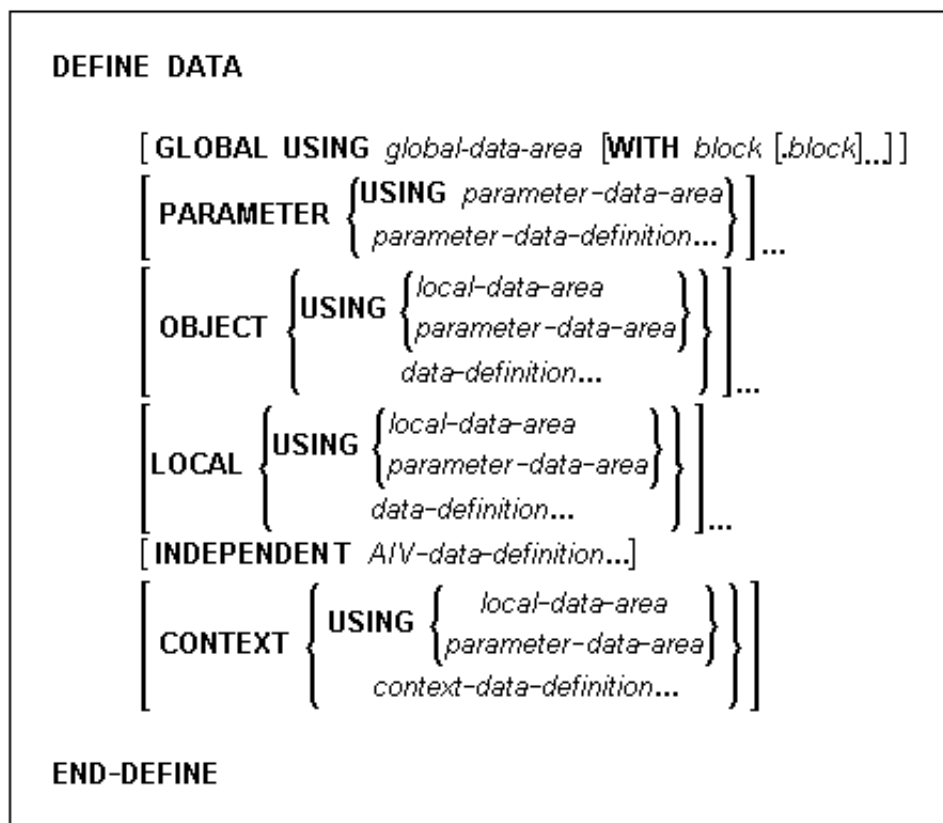 DEFINE DATA
[GLOBAL USING global-data-area [WITH block [.block]...]]
PARAMETER
USING parameter-data-area
parameter-data-definition...
...
OBJECT
USING
local-data-area
parameter-data-area
data-definition...
...
LOCAL
USING
local-data-area
parameter-data-area
data-definition...
...
[INDEPENDENT AIV-data-definition...]
CONTEXT
USING
local-data-area
parameter-data-area
context-data-definition...
END-DEFINE